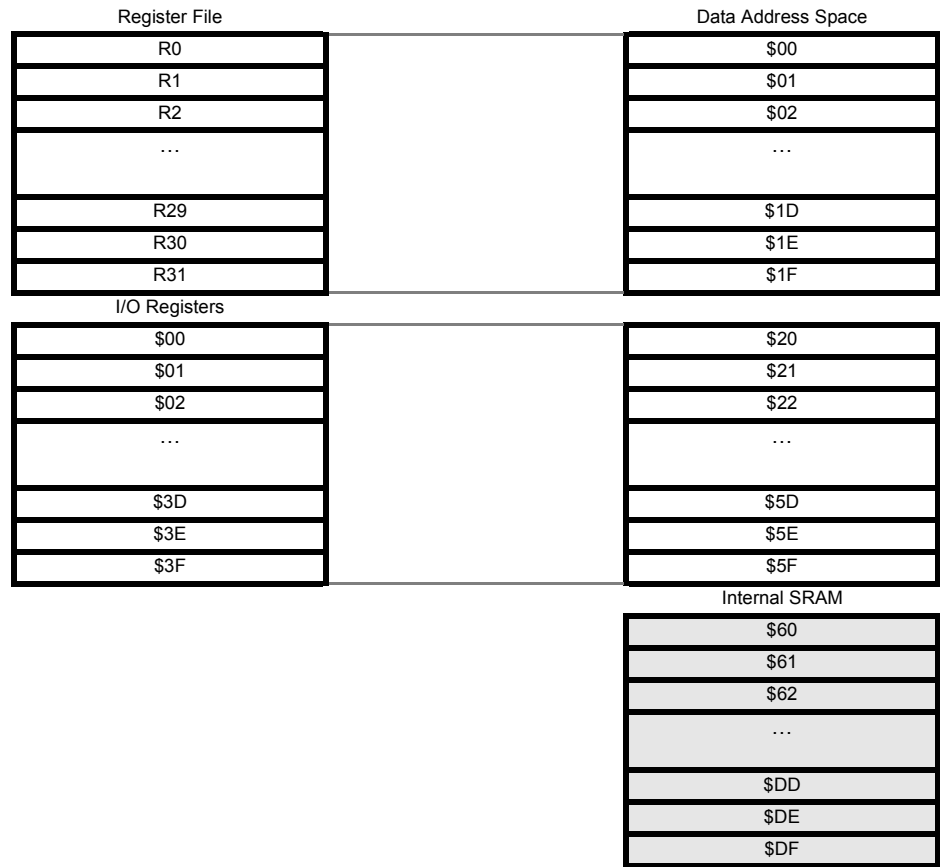 Register File Data Address Space
R0 $00
R1 $01
R2 $02
... ...
R29 $1D
R30 $1E
R31 $1F
I/O Registers
$00 $20
$01 $21
$02 $22
... ...
$3D $5D
$3E $5E
$3F $5F
Internal SRAM
$60
$61
$62
...
$DD
$DE
$DF